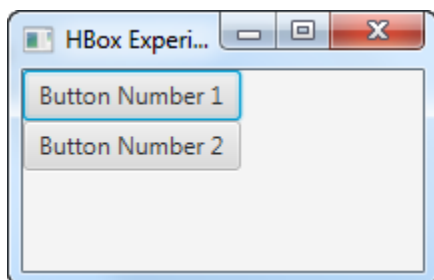 HBox Experi...
Button Number 1
Button Number 2